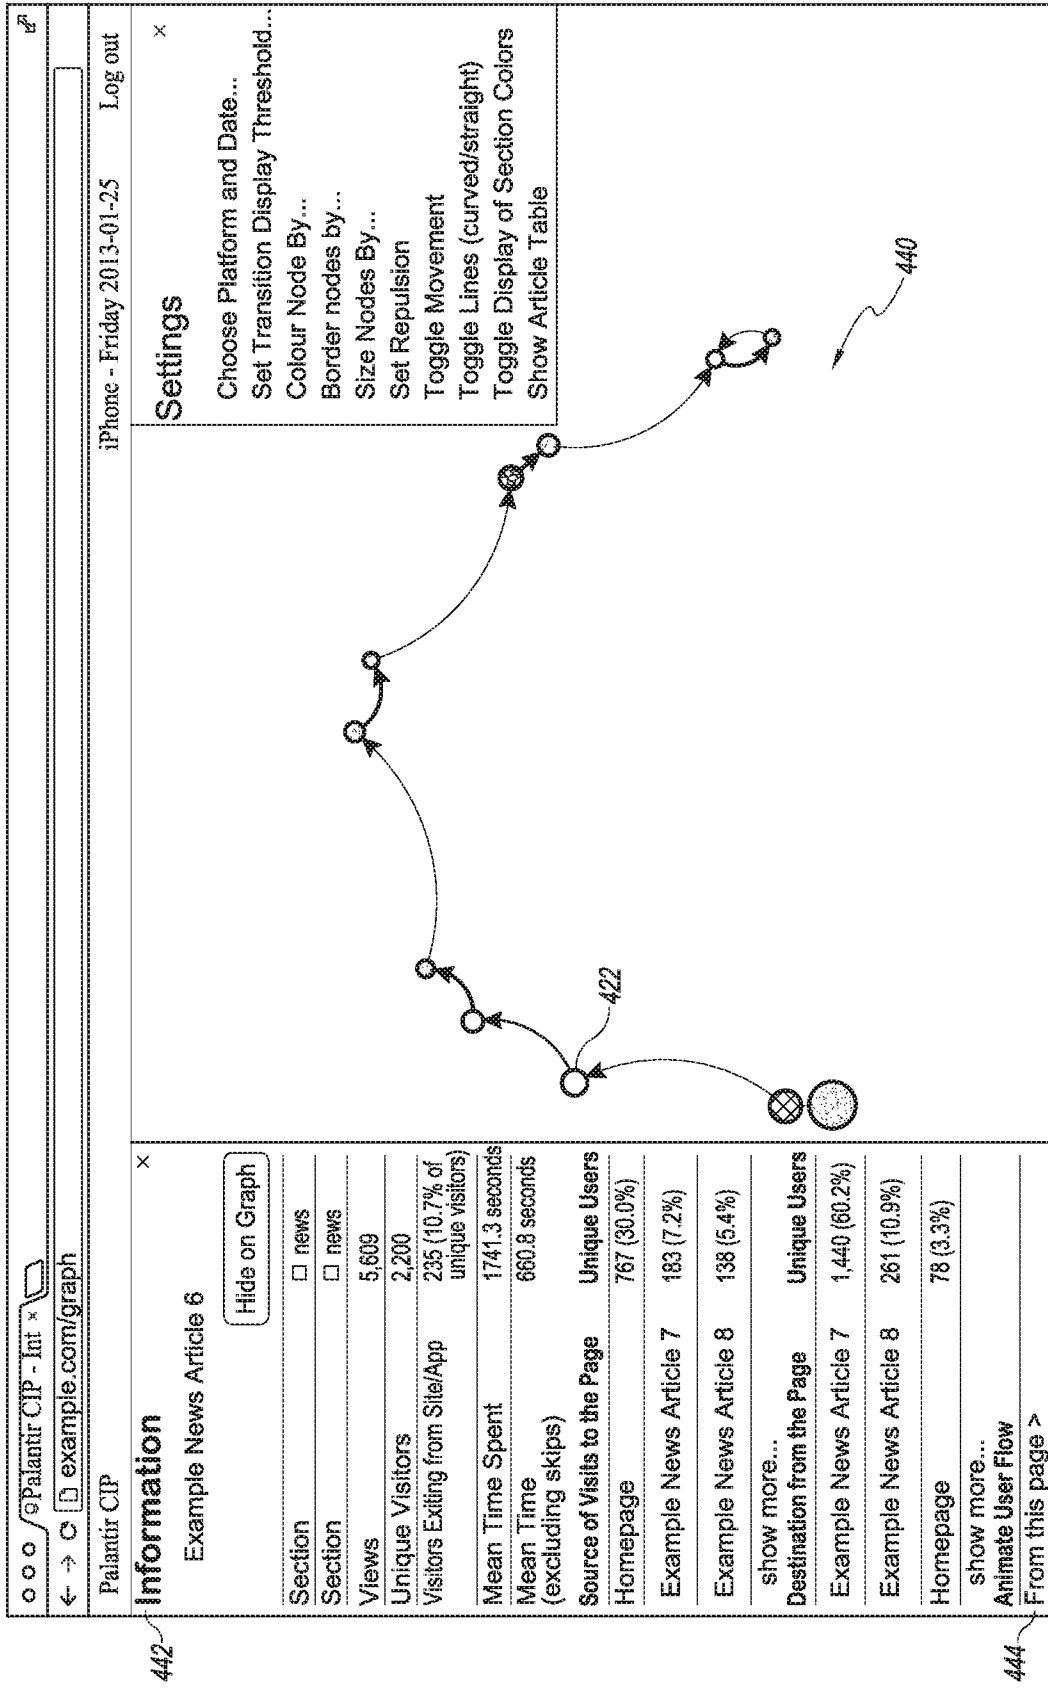 Palantir CIP - Int ×
example.com/graph
Palantir CIP
iPhone - Friday 2013-01-25
Log out
442
Information
×
Example News Article 6
Hide on Graph
Section news
Section news
Views 5,609
Unique Visitors 2,200
Visitors Exiting from Site/App 235 (10.7% of
unique visitors)
Mean Time Spent 1741.3 seconds
Mean Time 660.8 seconds
(excluding skips)
Source of Visits to the Page Unique Users
Homepage 767 (30.0%)
Example News Article 7 183 (7.2%)
Example News Article 8 138 (5.4%)
show more...
Destination from the Page Unique Users
Example News Article 7 1,440 (60.2%)
Example News Article 8 261 (10.9%)
Homepage 78 (3.3%)
show more...
Animate User Flow
444
From this page >
422
440
Settings
×
Choose Platform and Date...
Set Transition Display Threshold...
Colour Node By...
Border nodes by...
Size Nodes By...
Set Repulsion
Toggle Movement
Toggle Lines (curved/straight)
Toggle Display of Section Colors
Show Article Table